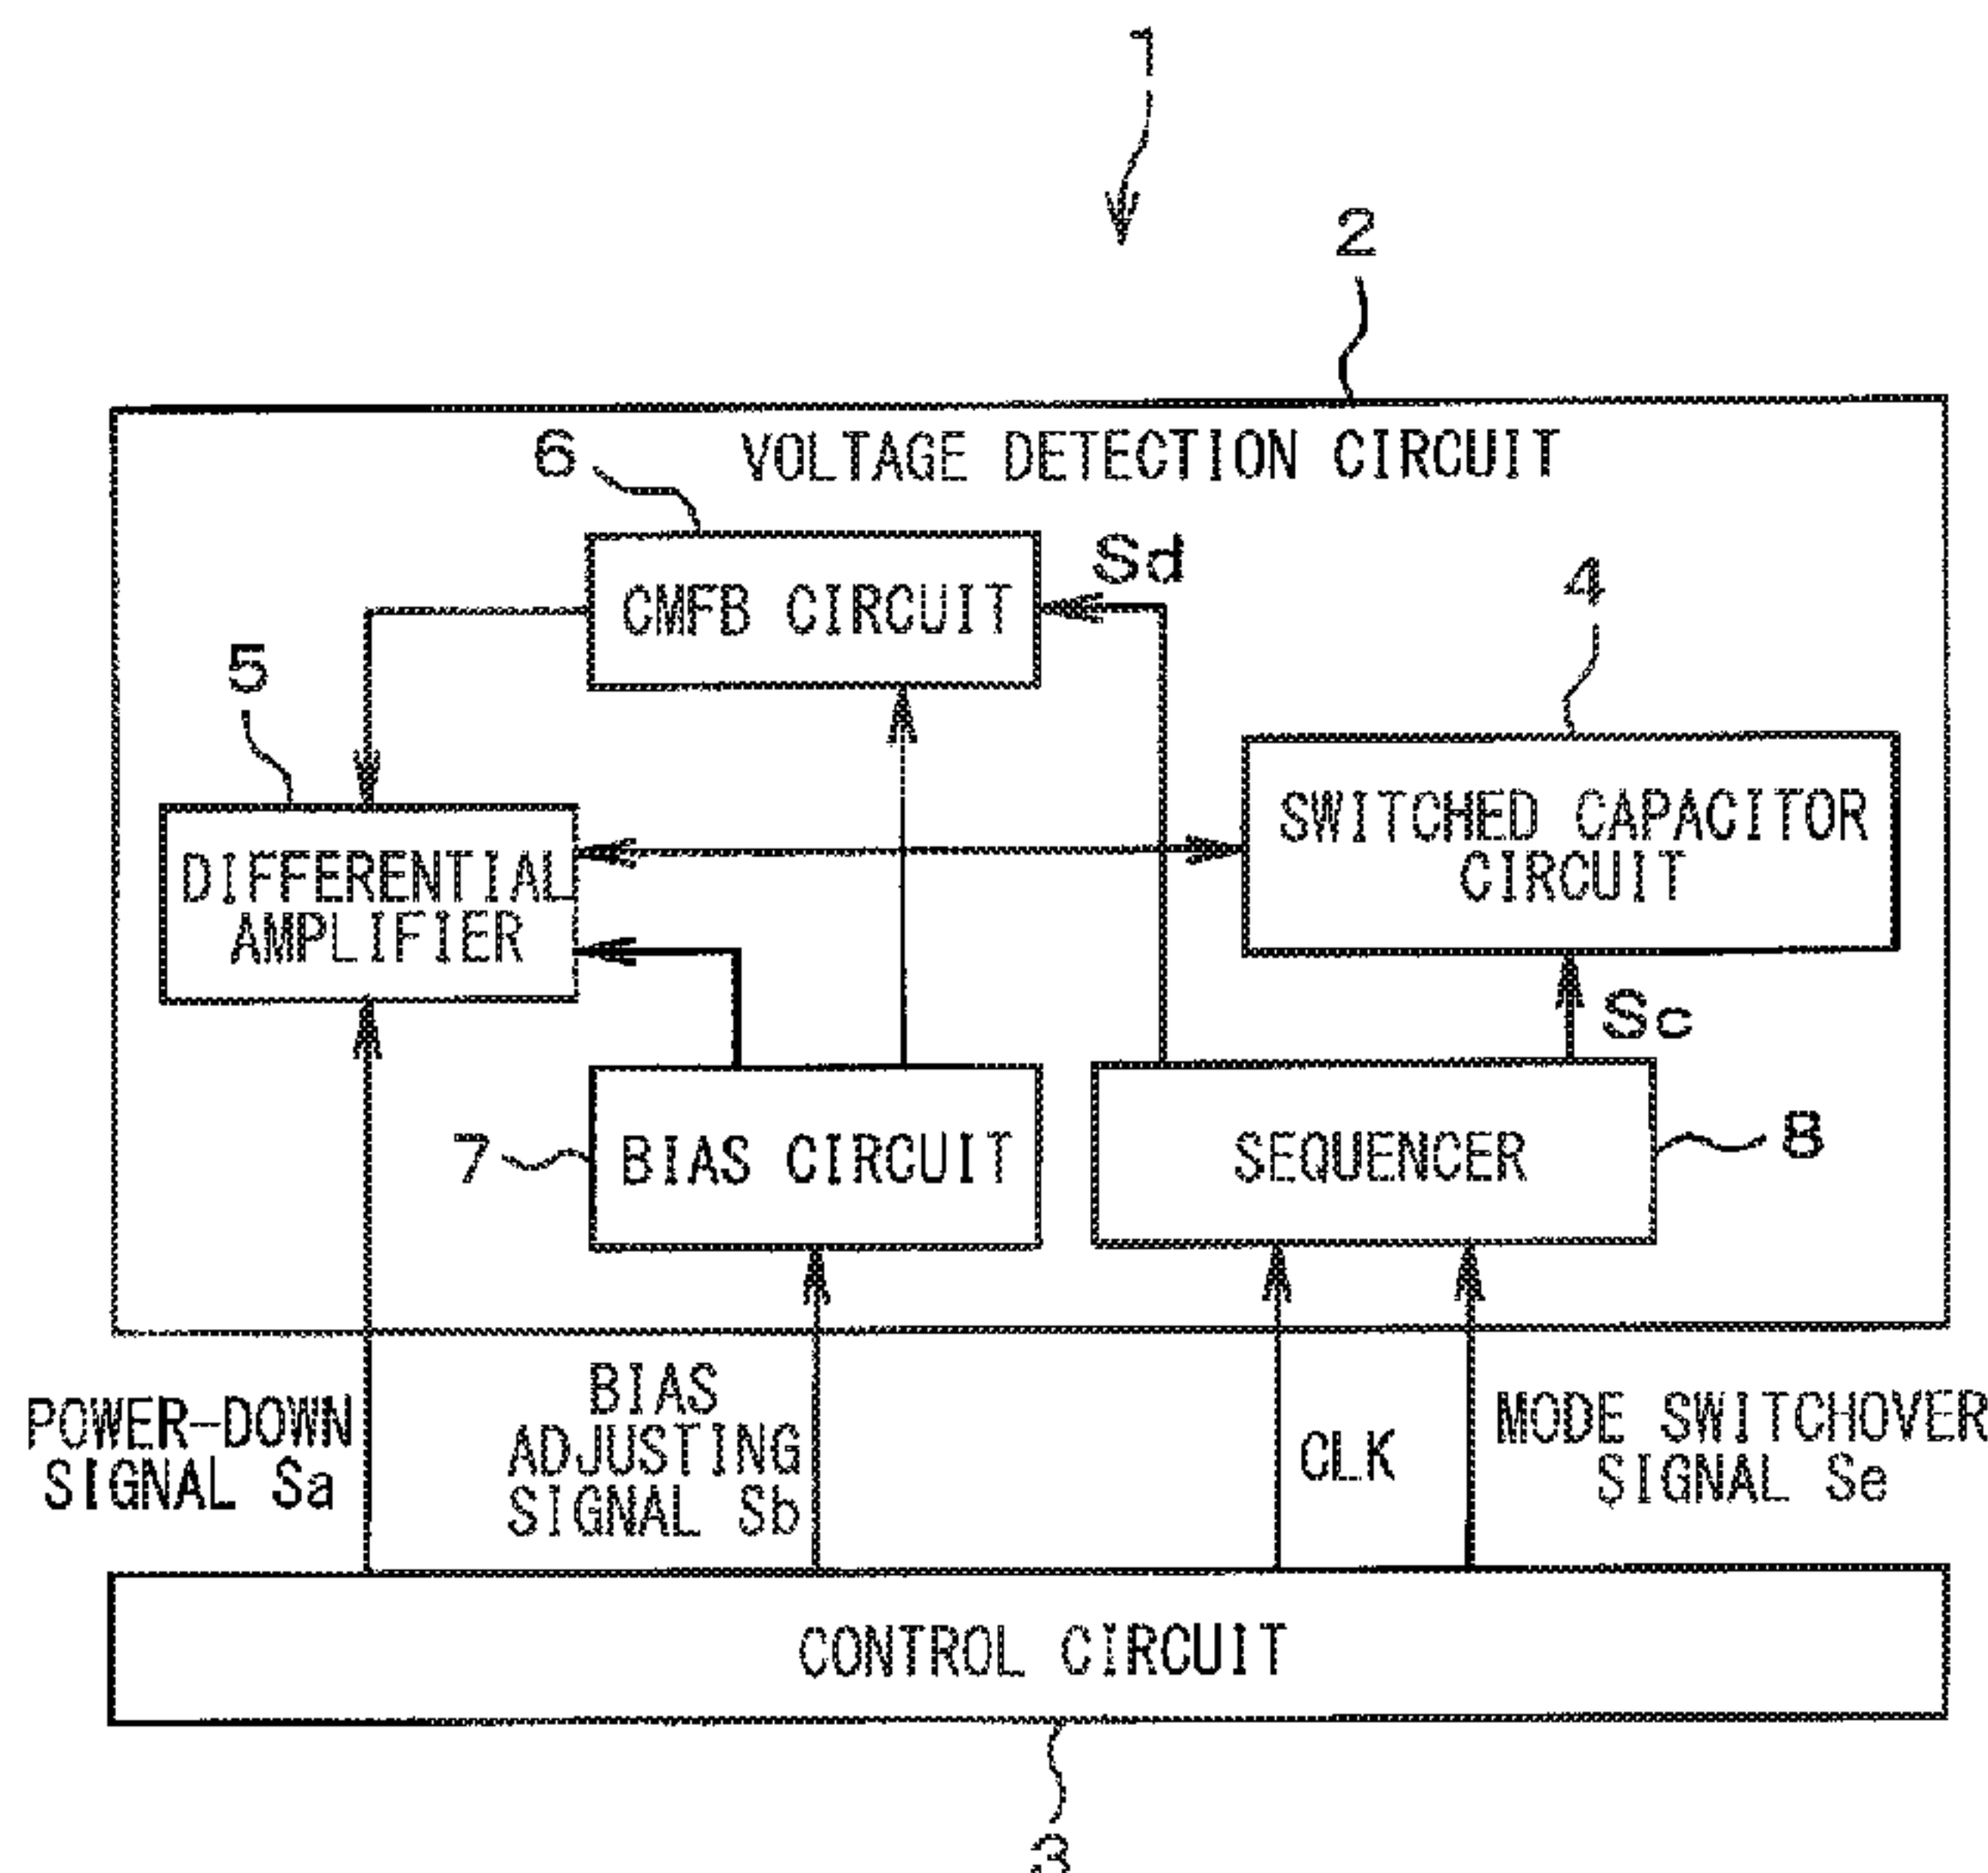 1
2
VOLTAGE DETECTION CIRCUIT
6
CMFB CIRCUIT
Sd
4
5
SWITCHED CAPACITOR
CIRCUIT
DIFFERENTIAL
AMPLIFIER
Sc
7
BIAS CIRCUIT
SEQUENCER
8
POWER-DOWN
SIGNAL Sa
BIAS
ADJUSTING
SIGNAL Sb
CLK
MODE SWITCHOVER
SIGNAL Se
CONTROL CIRCUIT
3